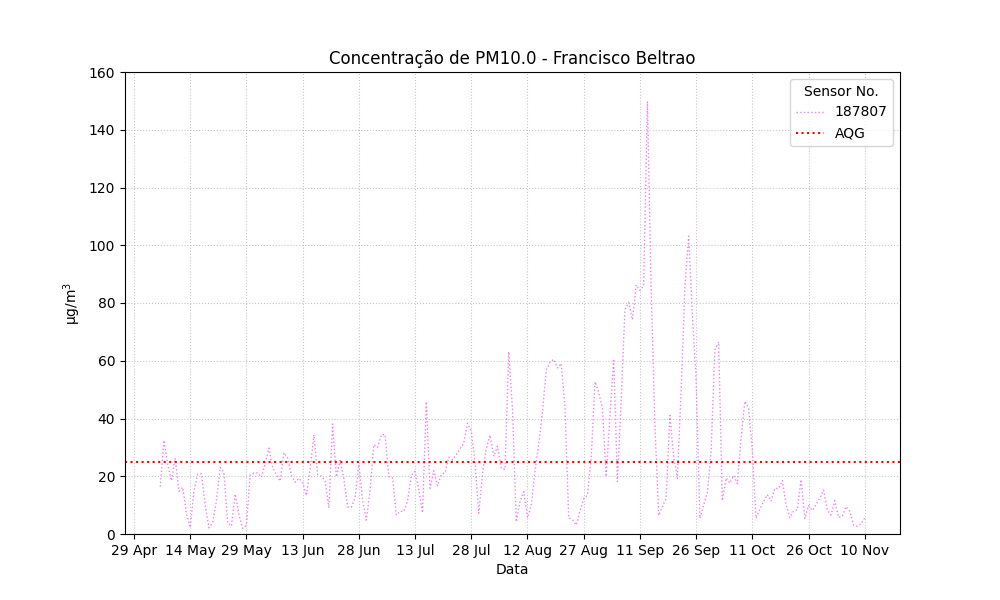 Concentração de PM10.0 - Francisco Beltrao
160
140
120
100
80
60
40
20
0
µg/m³
Sensor No.
187807
AQG
29 Apr 14 May 29 May 13 Jun 28 Jun 13 Jul 28 Jul 12 Aug 27 Aug 11 Sep 26 Sep 11 Oct 26 Oct 10 Nov
Data